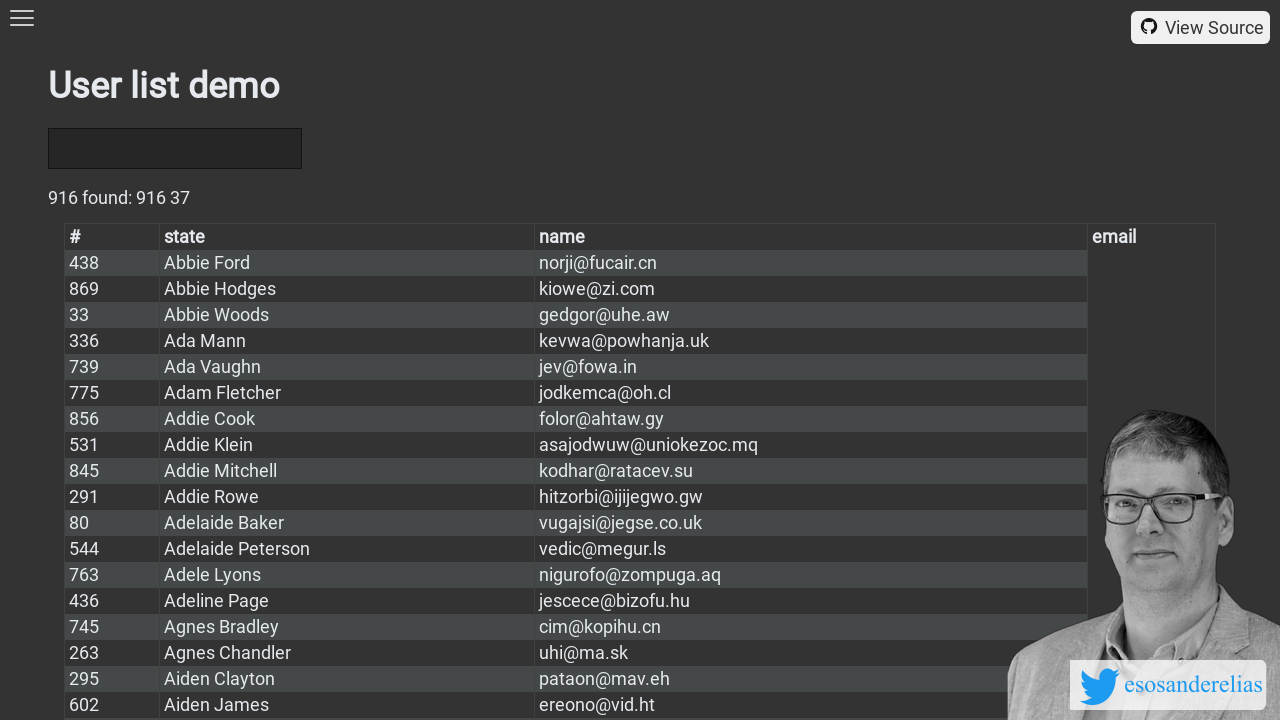 View Source
User list demo
916 found: 916 37
# state name email
438 Abbie Ford norji@fucair.cn
869 Abbie Hodges kiowe@zi.com
33 Abbie Woods gedgor@uhe.aw
336 Ada Mann kevwa@powhanja.uk
739 Ada Vaughn jev@fowa.in
775 Adam Fletcher jodkemca@oh.cl
856 Addie Cook folor@ahtaw.gy
531 Addie Klein asajodwuw@uniokezoc.mq
845 Addie Mitchell kodhar@ratacev.su
291 Addie Rowe hitzorbi@ijijegwo.gw
80 Adelaide Baker vugajsi@jegse.co.uk
544 Adelaide Peterson vedic@megur.ls
763 Adele Lyons nigurofo@zompuga.aq
436 Adeline Page jescece@bizofu.hu
745 Agnes Bradley cim@kopihu.cn
263 Agnes Chandler uhi@ma.sk
295 Aiden Clayton pataon@mav.eh
602 Aiden James ereono@vid.ht
esosanderelias